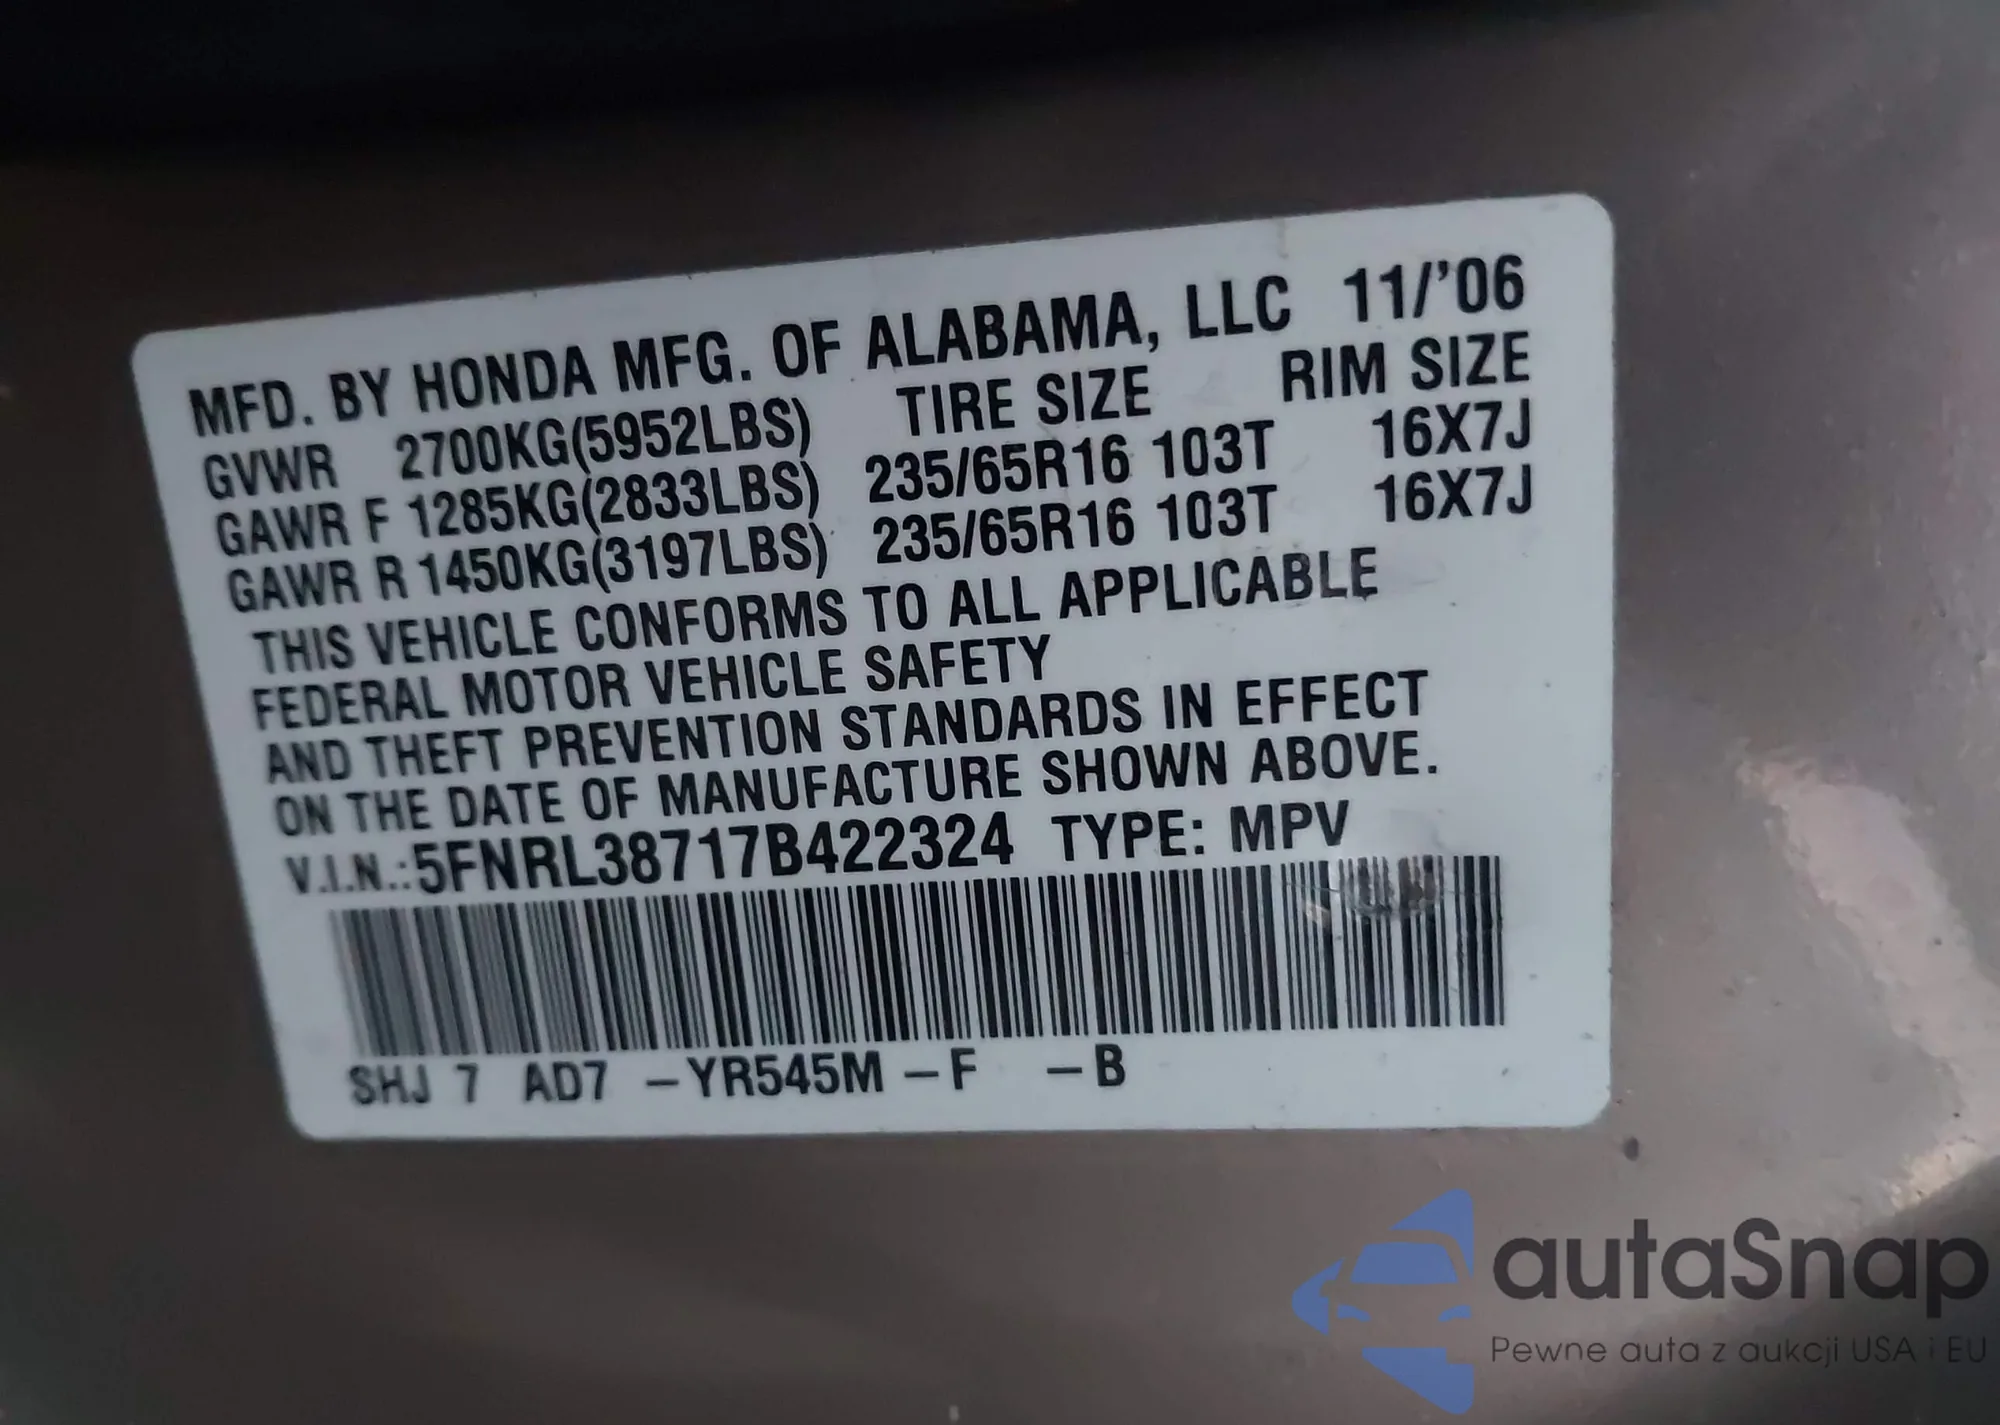 MFD. BY HONDA MFG. OF ALABAMA, LLC 11/'06
GVWR 2700KG(5952LBS) TIRE SIZE RIM SIZE
GAWR F 1285KG(2833LBS) 235/65R16 103T 16X7J
GAWR R 1450KG(3197LBS) 235/65R16 103T 16X7J
THIS VEHICLE CONFORMS TO ALL APPLICABLE
FEDERAL MOTOR VEHICLE SAFETY
AND THEFT PREVENTION STANDARDS IN EFFECT
ON THE DATE OF MANUFACTURE SHOWN ABOVE.
V.I.N.:5FNRL38717B422324 TYPE: MPV
SHJ 7 AD7 –YR545M –F –B
autaSnap
Pewne auta z aukcji USA i EU